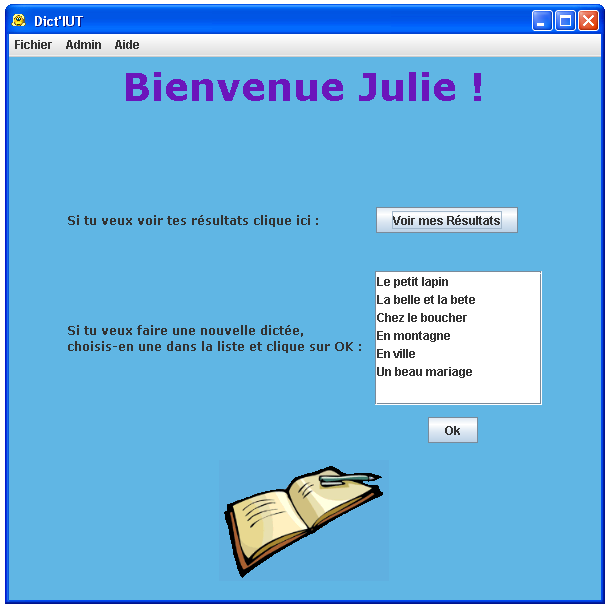 Dict'IUT
Fichier Admin Aide
Bienvenue Julie !
Si tu veux voir tes résultats clique ici :
Voir mes Résultats
Si tu veux faire une nouvelle dictée,
choisis-en une dans la liste et clique sur OK :
Le petit lapin
La belle et la bete
Chez le boucher
En montagne
En ville
Un beau mariage
Ok